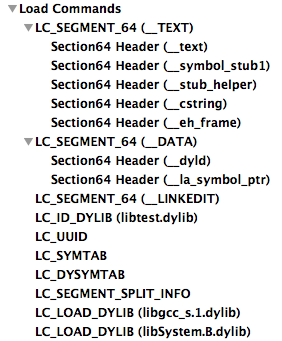 Load Commands
LC_SEGMENT_64 (__TEXT)
Section64 Header (__text)
Section64 Header (__symbol_stub1)
Section64 Header (__stub_helper)
Section64 Header (__cstring)
Section64 Header (__eh_frame)
LC_SEGMENT_64 (__DATA)
Section64 Header (__dyld)
Section64 Header (__la_symbol_ptr)
LC_SEGMENT_64 (__LINKEDIT)
LC_ID_DYLIB (libtest.dylib)
LC_UUID
LC_SYMTAB
LC_DYSYMTAB
LC_SEGMENT_SPLIT_INFO
LC_LOAD_DYLIB (libgcc_s.1.dylib)
LC_LOAD_DYLIB (libSystem.B.dylib)